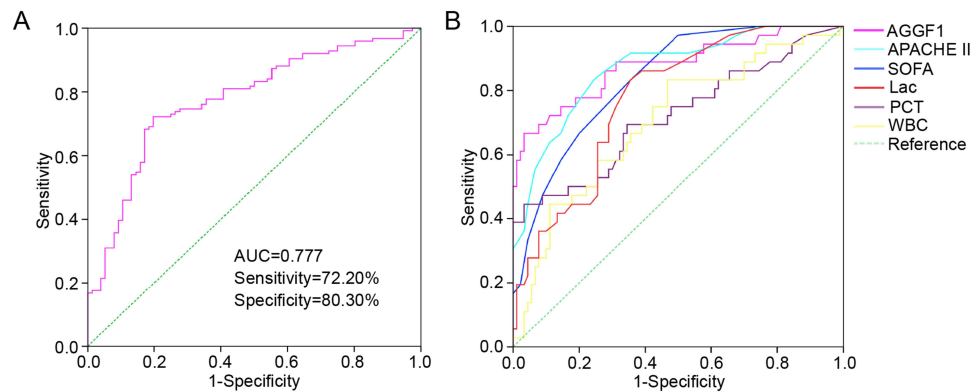 A
1.0
0.8
0.6
0.4
0.2
0.0
Sensitivity
AUC=0.777
Sensitivity=72.20%
Specificity=80.30%
0.0 0.2 0.4 0.6 0.8 1.0
1-Specificity
B
1.0
0.8
0.6
0.4
0.2
0.0
Sensitivity
0.0 0.2 0.4 0.6 0.8 1.0
1-Specificity
AGGF1
APACHE II
SOFA
Lac
PCT
WBC
Reference